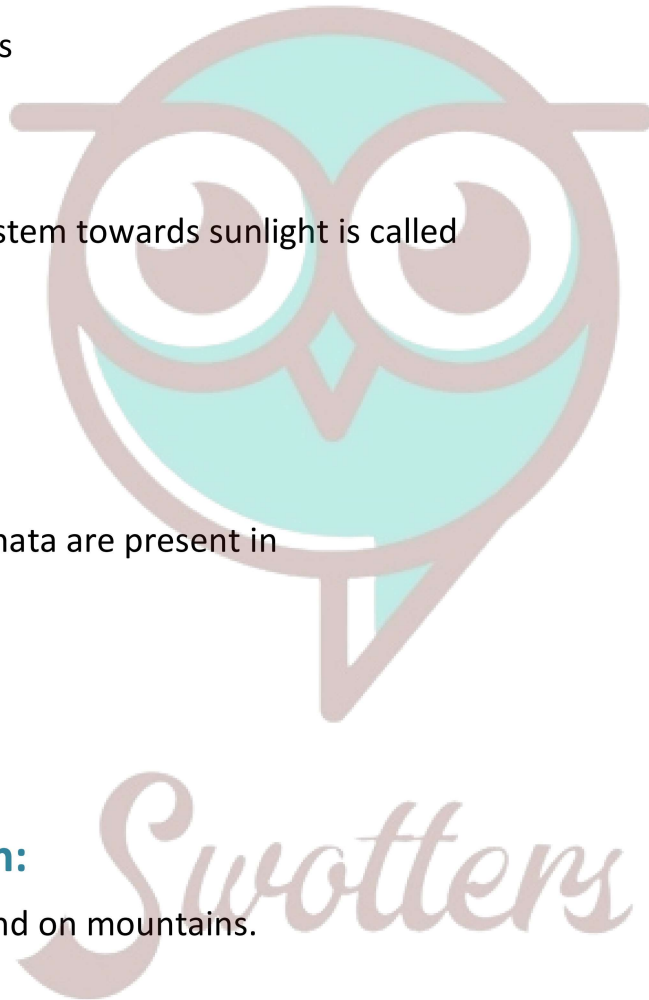 s
stem towards sunlight is called
nata are present in
n:
nd on mountains.
Swotters